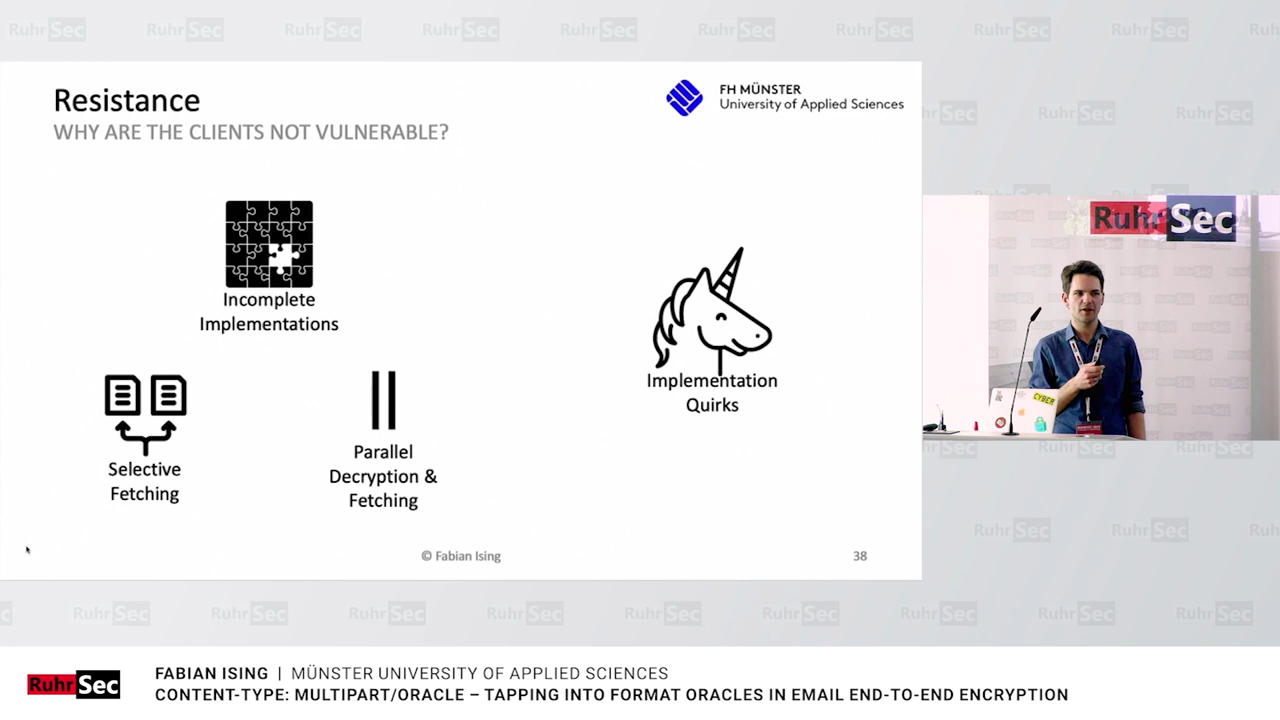 Resistance
WHY ARE THE CLIENTS NOT VULNERABLE?
FH MÜNSTER
University of Applied Sciences
Incomplete
Implementations
Selective
Fetching
Parallel
Decryption &
Fetching
Implementation
Quirks
© Fabian Ising
38
RuhrSec
CYBER
RuhrSec
FABIAN ISING | MÜNSTER UNIVERSITY OF APPLIED SCIENCES
CONTENT-TYPE: MULTIPART/ORACLE – TAPPING INTO FORMAT ORACLES IN EMAIL END-TO-END ENCRYPTION